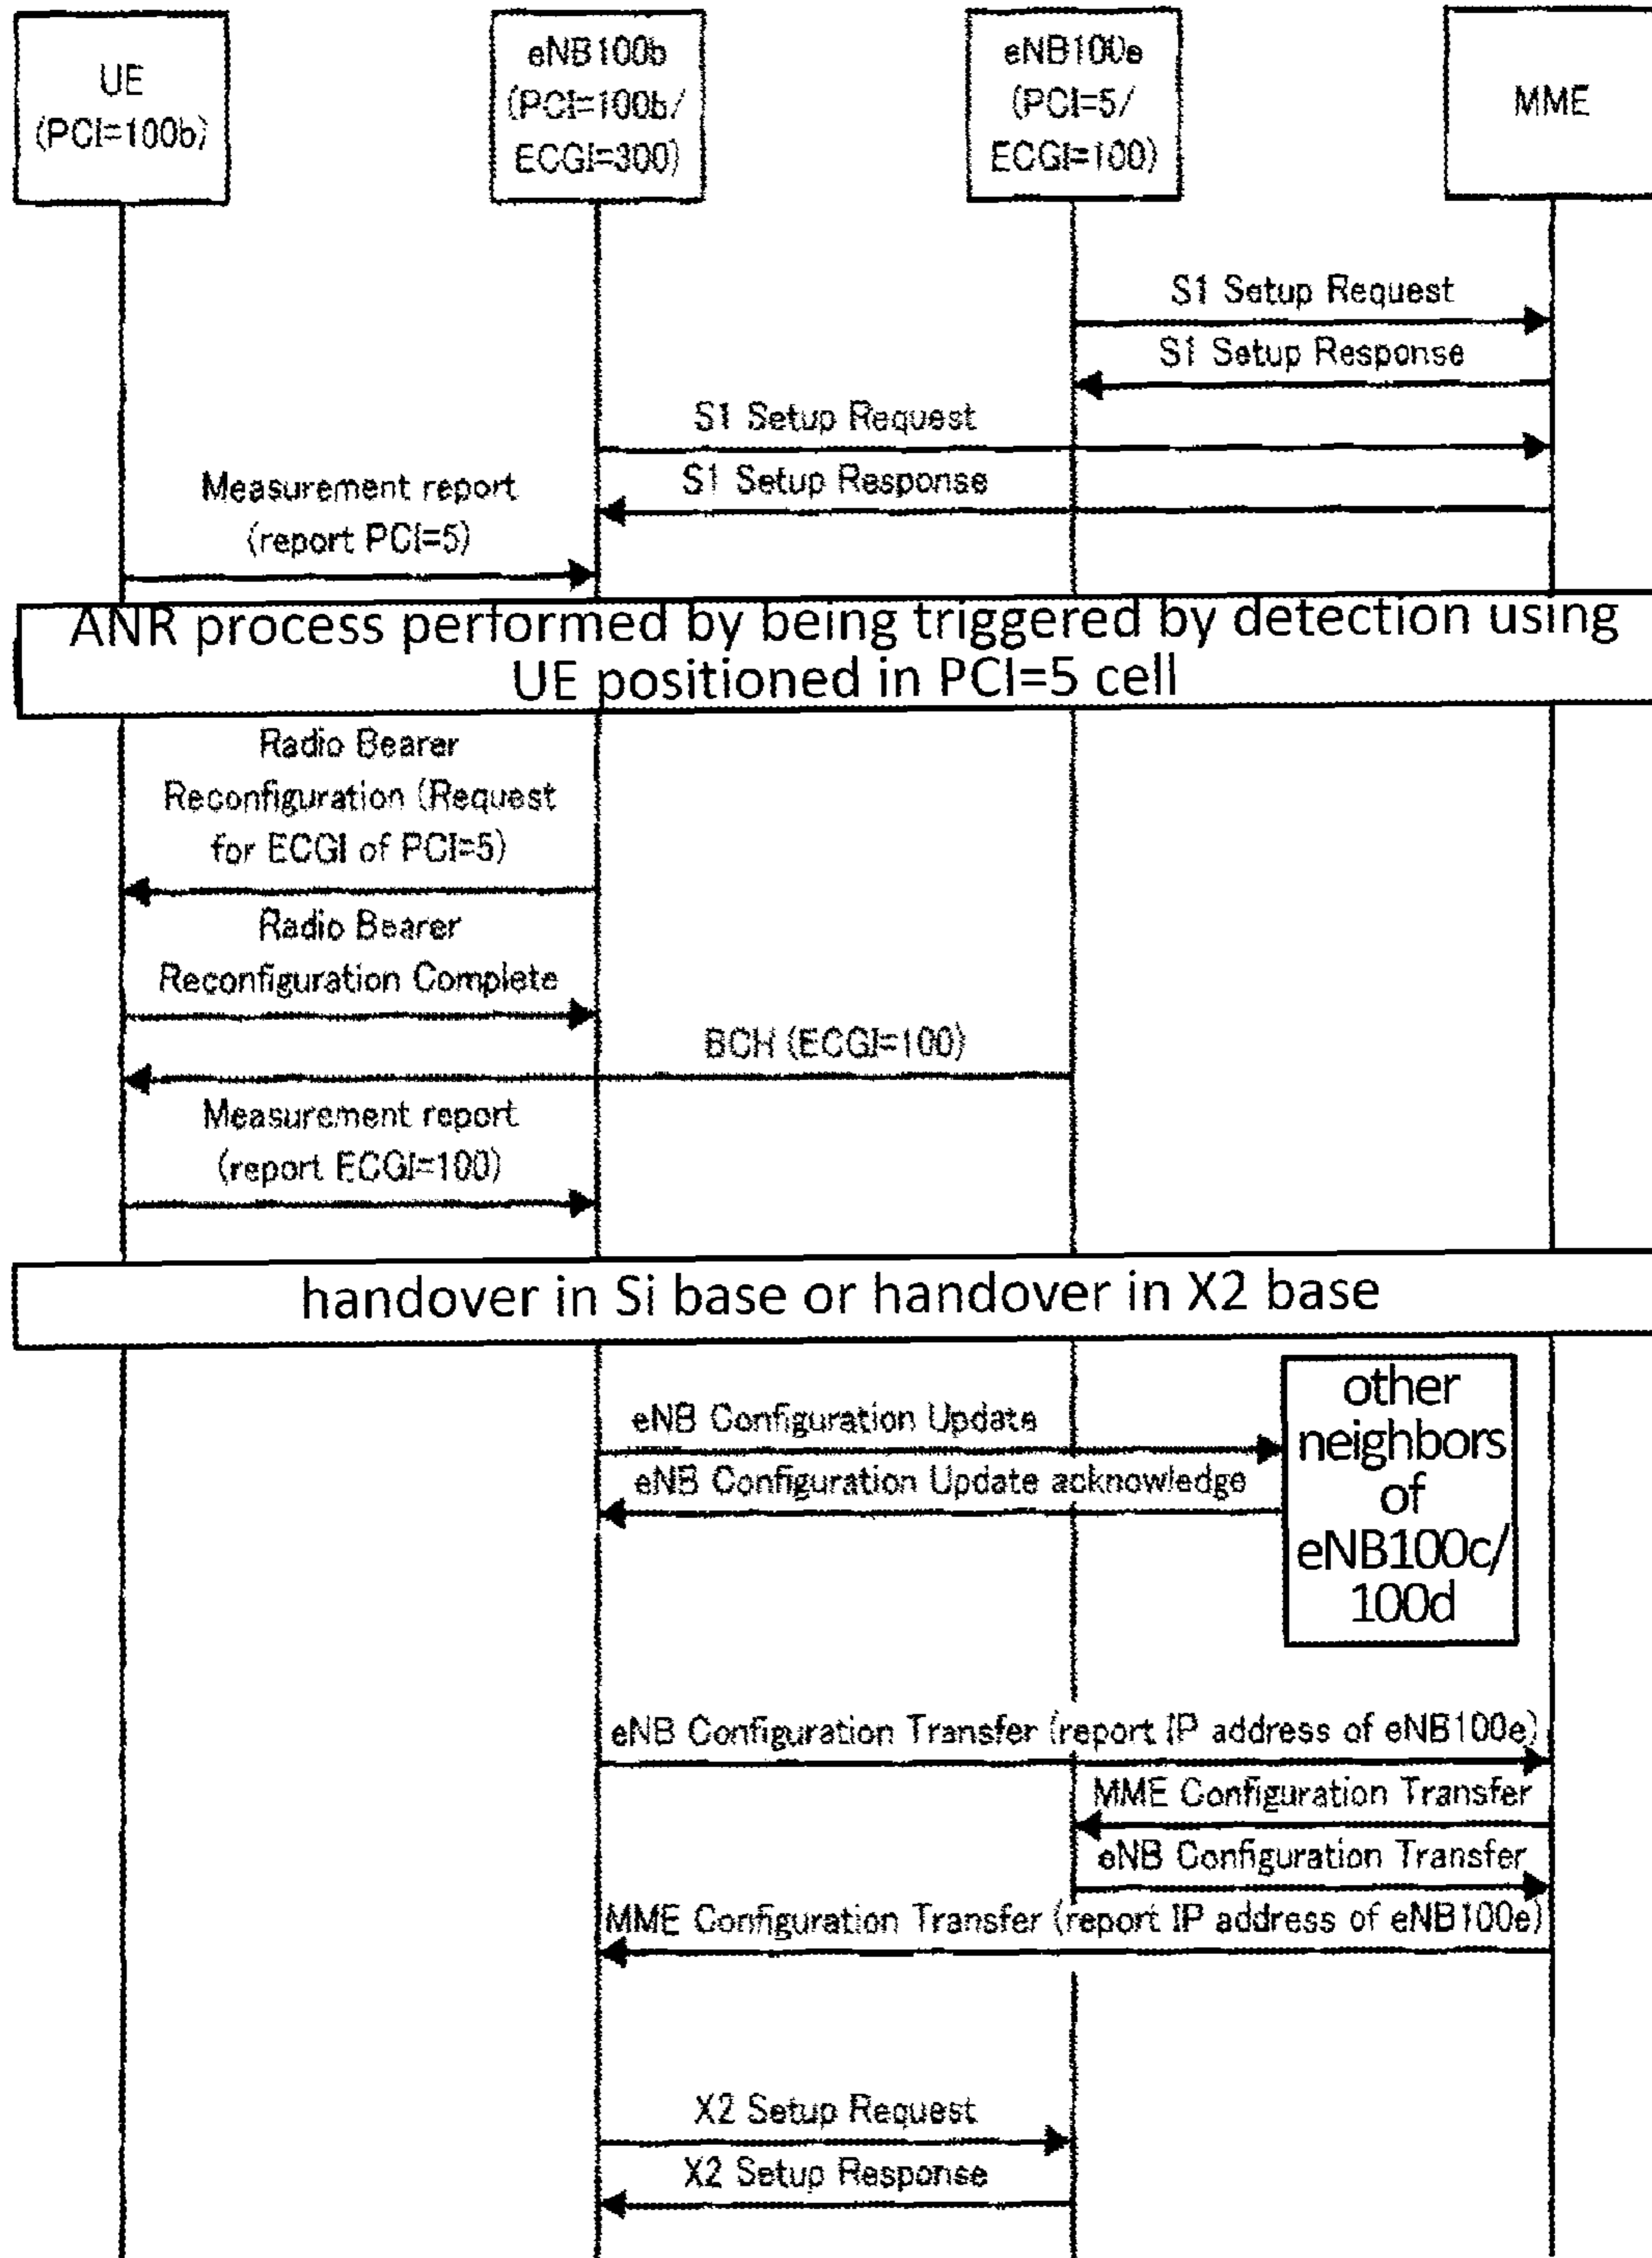 UE
(PCI=100b)
eNB100b
(PCI=100b/
ECGI=300)
eNB100e
(PCI=5/
ECGI=100)
MME
S1 Setup Request
S1 Setup Response
S1 Setup Request
S1 Setup Response
Measurement report
(report PCI=5)
ANR process performed by being triggered by detection using
UE positioned in PCI=5 cell
Radio Bearer
Reconfiguration (Request
for ECGI of PCI=5)
Radio Bearer
Reconfiguration Complete
BCH (ECGI=100)
Measurement report
(report ECGI=100)
handover in Si base or handover in X2 base
eNB Configuration Update
eNB Configuration Update acknowledge
other
neighbors
of
eNB100c/
100d
eNB Configuration Transfer (report IP address of eNB100e)
MME Configuration Transfer
eNB Configuration Transfer
MME Configuration Transfer (report IP address of eNB100e)
X2 Setup Request
X2 Setup Response